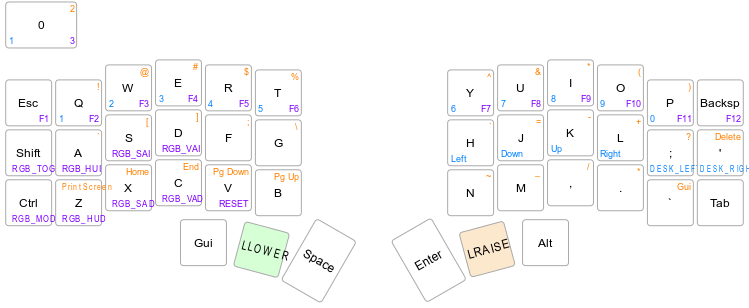 2
0
1 3
@ # $ %
W E R T
2 F3 3 F4 4 F5 5 F6
^ & * ( )
Y U I O P
6 F7 7 F8 8 F9 9 F10 0 F11
Esc ! Q Backsp
F1 1 F2 F12
[ ] ; \
Shift A S D F G
RGB_TOG RGB_HUI RGB_SAI RGB_VAI
= - + ? Delete
H J K L ; '
Left Down Up Right DESK_LEFT DESK_RIGH
PrintScreen Home End Pg Down Pg Up
Ctrl Z X C V B
RGB_MOD RGB_HUD RGB_SAD RGB_VAD RESET
~ _ / * Gui
N M , . ` Tab
Gui LLOWER Space Enter LRAISE Alt